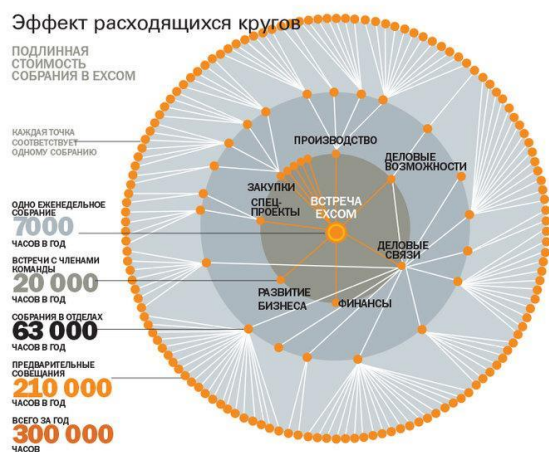 Эффект расходящихся кругов
ПОДЛИННАЯ
СТОИМОСТЬ
СОБРАНИЯ В EXCOM
КАЖДАЯ ТОЧКА
СООТВЕТСТВУЕТ
ОДНОМУ СОБРАНИЮ
ОДНО ЕЖЕНЕДЕЛЬНОЕ
СОБРАНИЕ
7000
ЧАСОВ В ГОД
ВСТРЕЧИ С ЧЛЕНАМИ
КОМАНДЫ
20 000
ЧАСОВ В ГОД
СОБРАНИЯ В ОТДЕЛАХ
63 000
ЧАСОВ В ГОД
ПРЕДВАРИТЕЛЬНЫЕ
СОВЕЩАНИЯ
210 000
ЧАСОВ В ГОД
ВСЕГО ЗА ГОД
300 000
ЧАСОВ
ПРОИЗВОДСТВО
ДЕЛОВЫЕ
ВОЗМОЖНОСТИ
ЗАКУПКИ
СПЕЦ-
ПРОЕКТЫ
ВСТРЕЧА
EXCOM
ДЕЛОВЫЕ
СВЯЗИ
РАЗВИТИЕ
БИЗНЕСА
ФИНАНСЫ